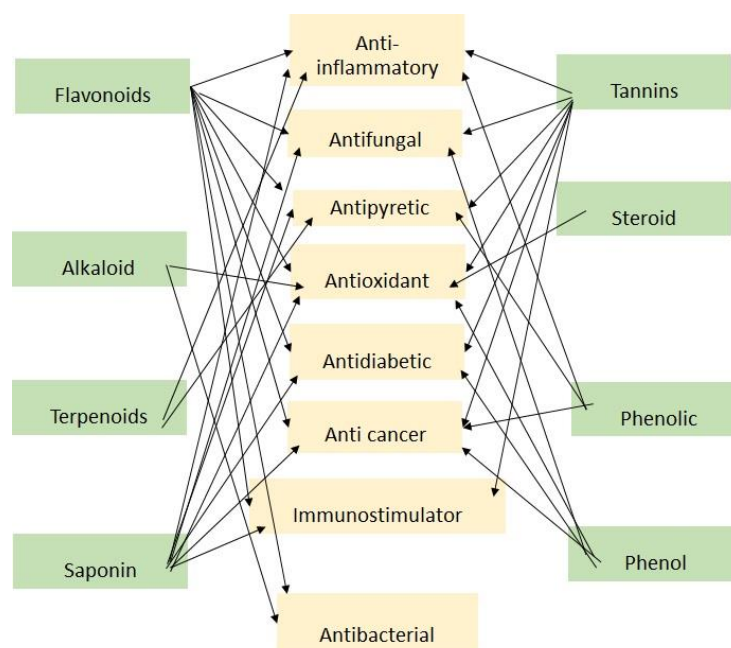 Anti-
inflammatory
Flavonoids
Tannins
Antifungal
Antipyretic
Steroid
Alkaloid
Antioxidant
Antidiabetic
Terpenoids
Phenolic
Anti cancer
Immunostimulator
Saponin
Phenol
Antibacterial